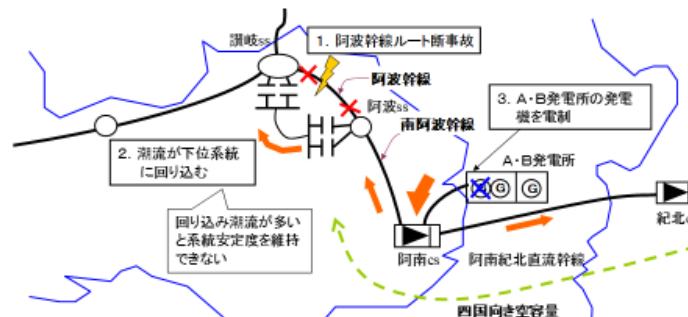 讃岐ss
1. 阿波幹線ルート断事故
阿波幹線
阿波ss
南阿波幹線
3. A・B発電所の発電
機を電制
A・B発電所
G G G
2. 潮流が下位系統
に回り込む
回り込み潮流が多い
と系統安定度を維持
できない
阿南cs
阿南紀北直流幹線
紀北c
四国向き空容量